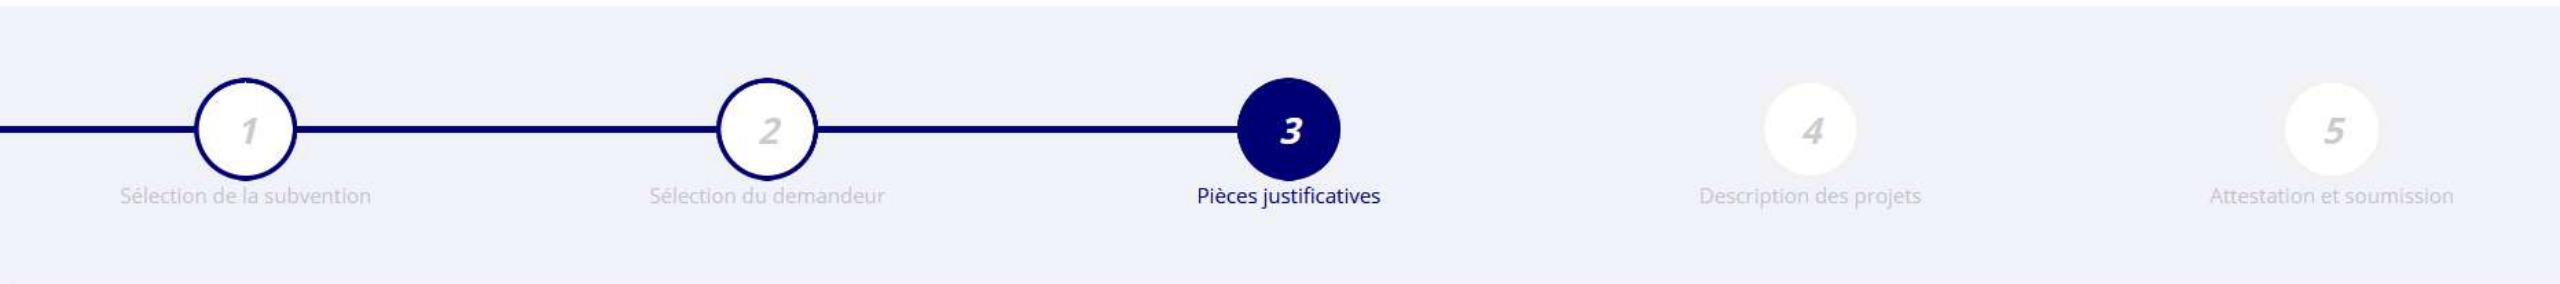 1 2 3 4 5
Sélection de la subvention Sélection du demandeur Pièces justificatives Description des projets Attestation et soumission